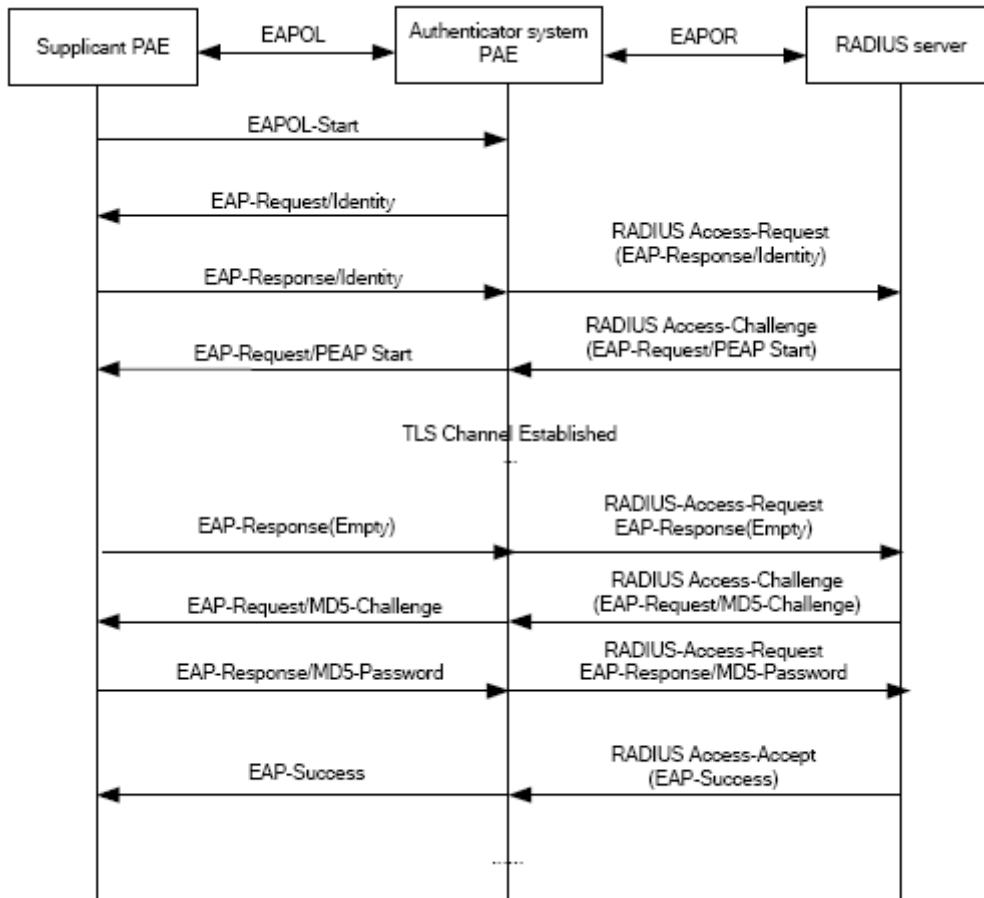 Supplicant PAE
EAPOL
Authenticator system
PAE
EAPOR
RADIUS server
EAPOL-Start
EAP-Request/Identity
RADIUS Access-Request
(EAP-Response/Identity)
EAP-Response/Identity
RADIUS Access-Challenge
(EAP-Request/PEAP Start)
EAP-Request/PEAP Start
TLS Channel Established
RADIUS-Access-Request
EAP-Response(Empty)
EAP-Response(Empty)
RADIUS Access-Challenge
(EAP-Request/MD5-Challenge)
EAP-Request/MD5-Challenge
RADIUS-Access-Request
EAP-Response/MD5-Password
EAP-Response/MD5-Password
RADIUS Access-Accept
(EAP-Success)
EAP-Success